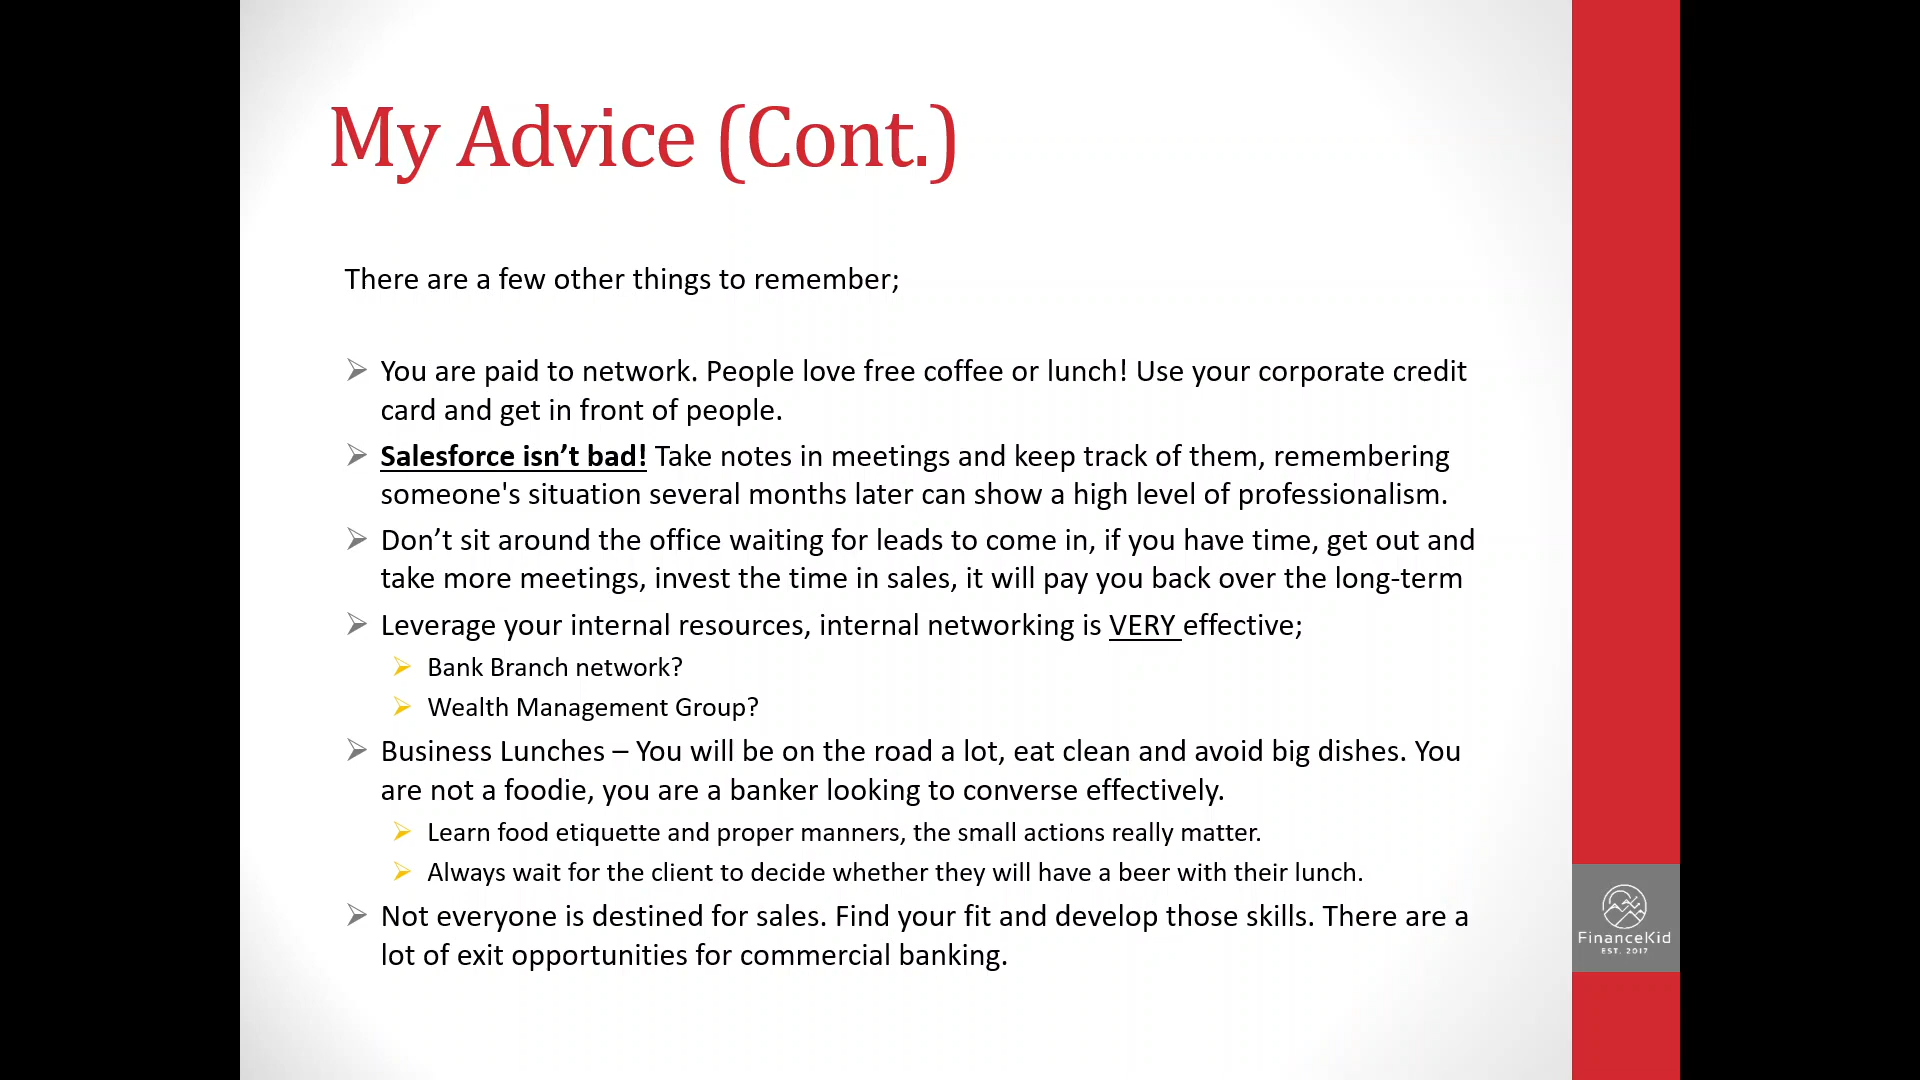 My Advice (Cont.)
There are a few other things to remember;
You are paid to network. People love free coffee or lunch! Use your corporate credit
card and get in front of people.
Salesforce isn’t bad! Take notes in meetings and keep track of them, remembering
someone's situation several months later can show a high level of professionalism.
Don’t sit around the office waiting for leads to come in, if you have time, get out and
take more meetings, invest the time in sales, it will pay you back over the long-term
Leverage your internal resources, internal networking is VERY effective;
Bank Branch network?
Wealth Management Group?
Business Lunches – You will be on the road a lot, eat clean and avoid big dishes. You
are not a foodie, you are a banker looking to converse effectively.
Learn food etiquette and proper manners, the small actions really matter.
Always wait for the client to decide whether they will have a beer with their lunch.
Not everyone is destined for sales. Find your fit and develop those skills. There are a
lot of exit opportunities for commercial banking.
FinanceKid
EST. 2017